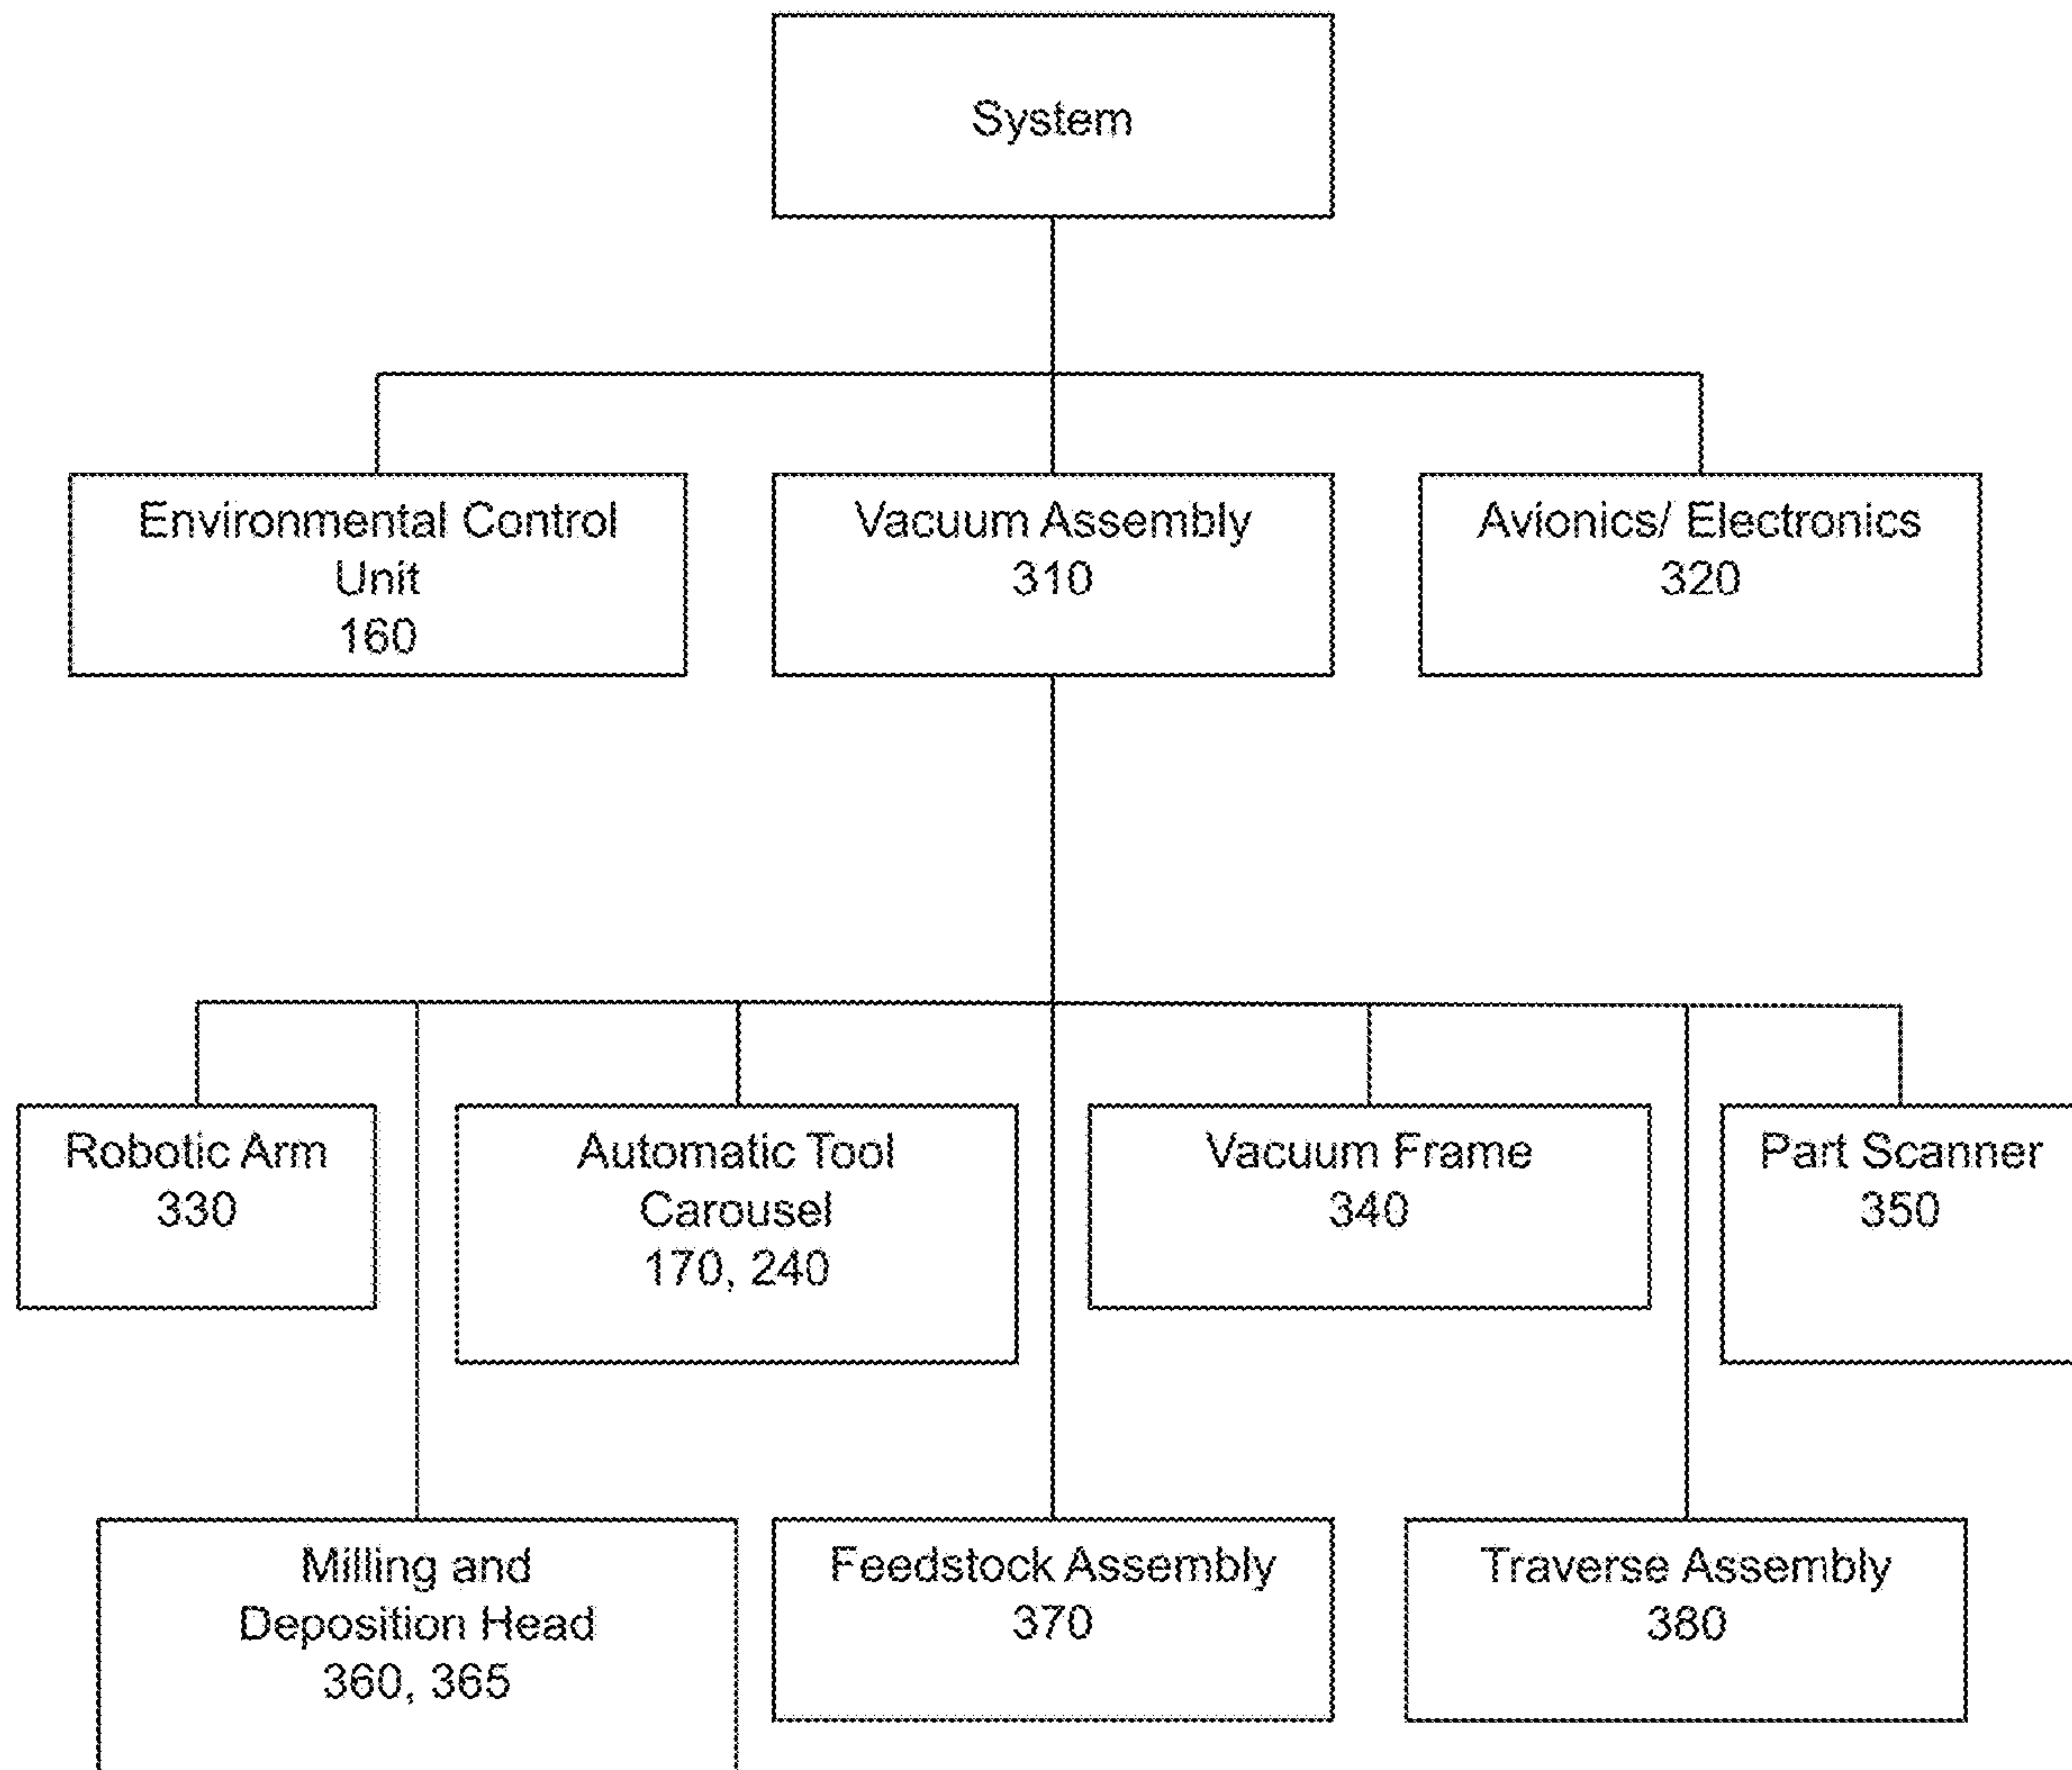 System
Environmental Control
Unit
160
Vacuum Assembly
310
Avionics/ Electronics
320
Robotic Arm
330
Automatic Tool
Carousel
170, 240
Vacuum Frame
340
Part Scanner
350
Milling and
Deposition Head
360, 365
Feedstock Assembly
370
Traverse Assembly
380